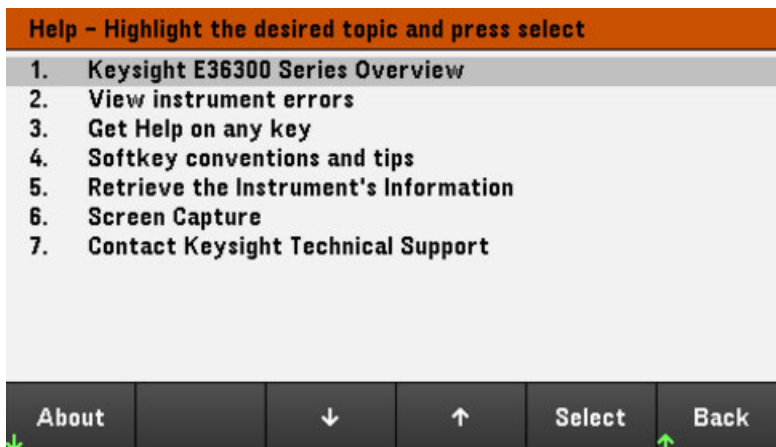 Help – Highlight the desired topic and press select
1. Keysight E36300 Series Overview
2. View instrument errors
3. Get Help on any key
4. Softkey conventions and tips
5. Retrieve the Instrument's Information
6. Screen Capture
7. Contact Keysight Technical Support
About ↓ ↑ Select Back